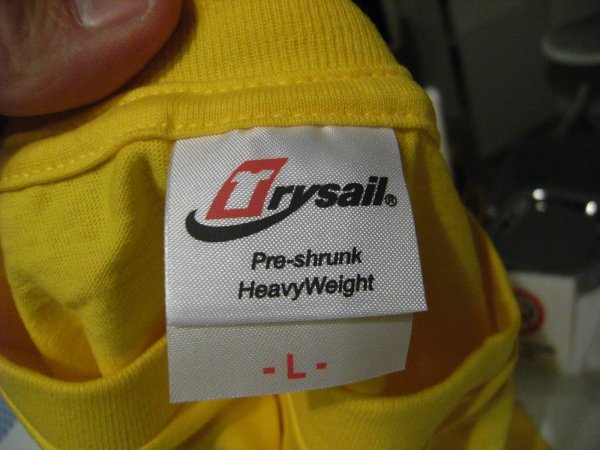 Trysail®
Pre-shrunk
HeavyWeight
- L -